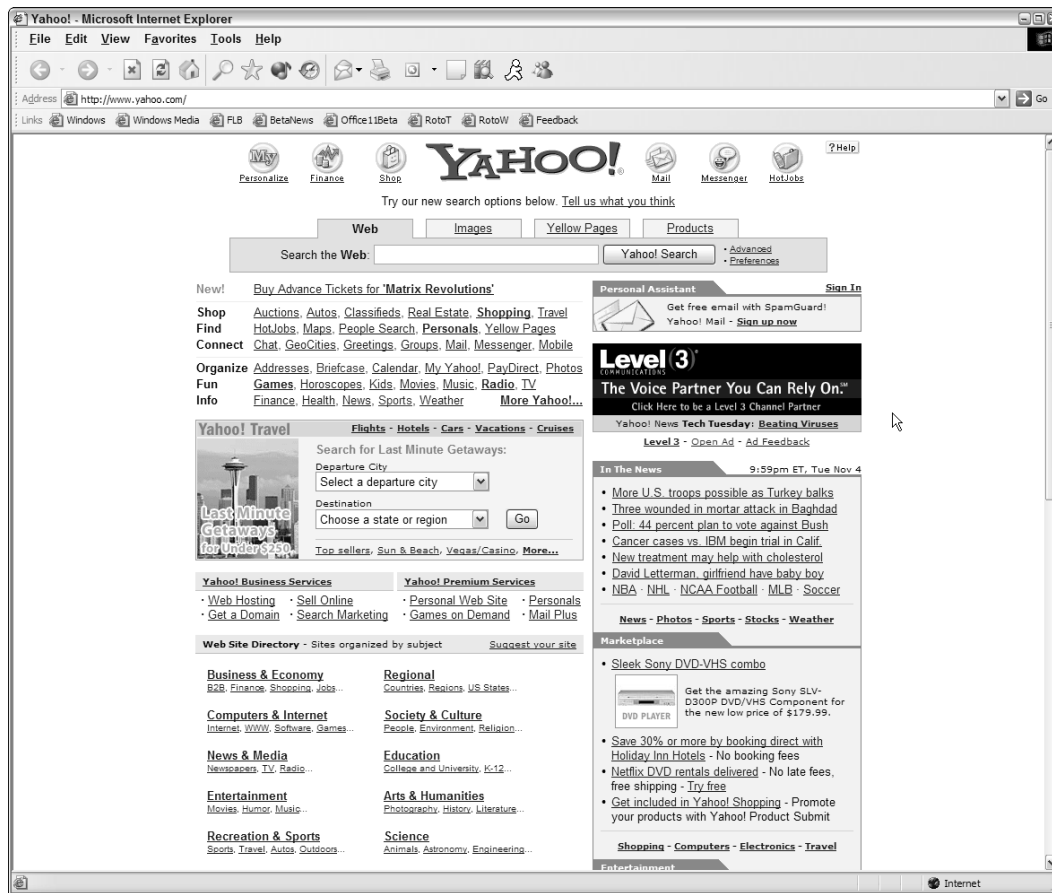 Yahoo! - Microsoft Internet Explorer
File Edit View Favorites Tools Help
Address http://www.yahoo.com/ Go
Links Windows Windows Media FLB BetaNews Office11Beta RotoT RotoW Feedback
My YAHOO! ? Help
Personalize Finance Shop Mail Messenger HotJobs
Try our new search options below. Tell us what you think
Web Images Yellow Pages Products
Search the Web: Yahoo! Search · Advanced
· Preferences
New! Buy Advance Tickets for 'Matrix Revolutions'
Shop Auctions, Autos, Classifieds, Real Estate, Shopping, Travel
Find HotJobs, Maps, People Search, Personals, Yellow Pages
Connect Chat, GeoCities, Greetings, Groups, Mail, Messenger, Mobile
Organize Addresses, Briefcase, Calendar, My Yahoo!, PayDirect, Photos
Fun Games, Horoscopes, Kids, Movies, Music, Radio, TV
Info Finance, Health, News, Sports, Weather More Yahoo!...
Yahoo! Travel Flights - Hotels - Cars - Vacations - Cruises
Search for Last Minute Getaways:
Departure City
Select a departure city
Destination
Choose a state or region Go
Last Minute
Getaways
for Under $250
Top sellers, Sun & Beach, Vegas/Casino, More...
Yahoo! Business Services Yahoo! Premium Services
· Web Hosting · Sell Online · Personal Web Site · Personals
· Get a Domain · Search Marketing · Games on Demand · Mail Plus
Web Site Directory - Sites organized by subject Suggest your site
Business & Economy Regional
B2B, Finance, Shopping, Jobs... Countries, Regions, US States...
Computers & Internet Society & Culture
Internet, WWW, Software, Games... People, Environment, Religion...
News & Media Education
Newspapers, TV, Radio... College and University, K-12...
Entertainment Arts & Humanities
Movies, Humor, Music... Photography, History, Literature...
Recreation & Sports Science
Sports, Travel, Autos, Outdoors... Animals, Astronomy, Engineering...
Personal Assistant Sign In
Get free email with SpamGuard!
Yahoo! Mail - Sign up now
Level (3)
COMMUNICATIONS
The Voice Partner You Can Rely On.℠
Click Here to be a Level 3 Channel Partner
Yahoo! News Tech Tuesday: Beating Viruses
Level 3 - Open Ad - Ad Feedback
In The News 9:59pm ET, Tue Nov 4
• More U.S. troops possible as Turkey balks
• Three wounded in mortar attack in Baghdad
• Poll: 44 percent plan to vote against Bush
• Cancer cases vs. IBM begin trial in Calif.
• New treatment may help with cholesterol
• David Letterman, girlfriend have baby boy
• NBA · NHL · NCAA Football · MLB · Soccer
News - Photos - Sports - Stocks - Weather
Marketplace
• Sleek Sony DVD-VHS combo
DVD PLAYER
Get the amazing Sony SLV-
D300P DVD/VHS Component for
the new low price of $179.99.
• Save 30% or more by booking direct with
Holiday Inn Hotels - No booking fees
• Netflix DVD rentals delivered - No late fees,
free shipping - Try free
• Get included in Yahoo! Shopping - Promote
your products with Yahoo! Product Submit
Shopping - Computers - Electronics - Travel
Entertainment
Internet